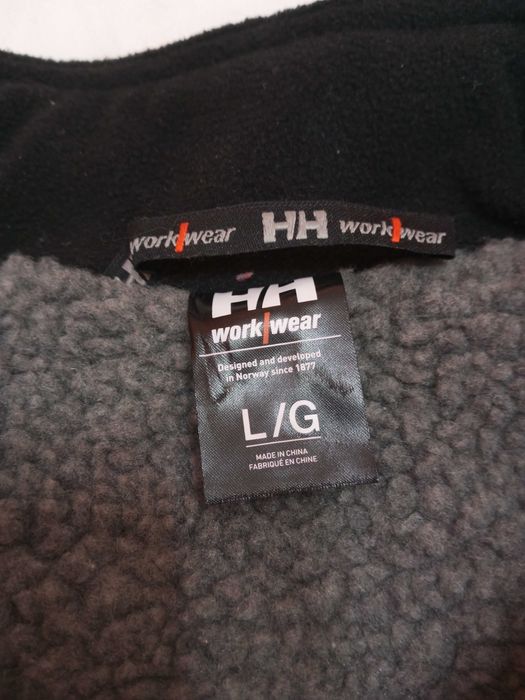 work/wear HH work/wear
HH
work/wear
Designed and developed
in Norway since 1877
L/G
MADE IN CHINA
FABRIQUÉ EN CHINE